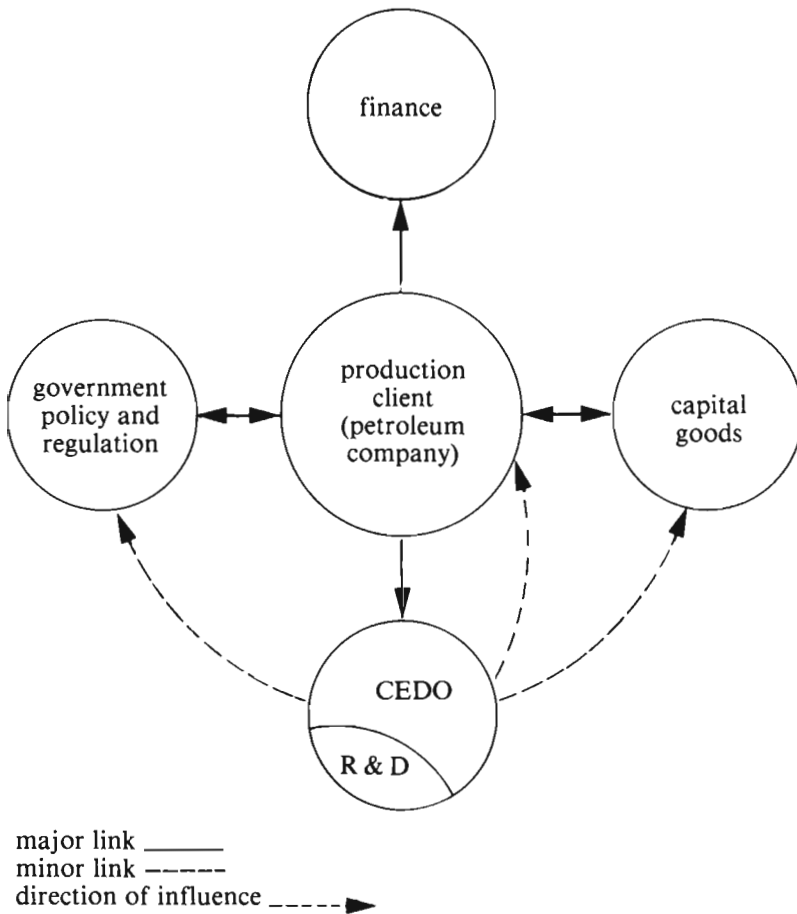 finance
government
policy and
regulation
production
client
(petroleum
company)
capital
goods
CEDO
R & D
major link
minor link
direction of influence